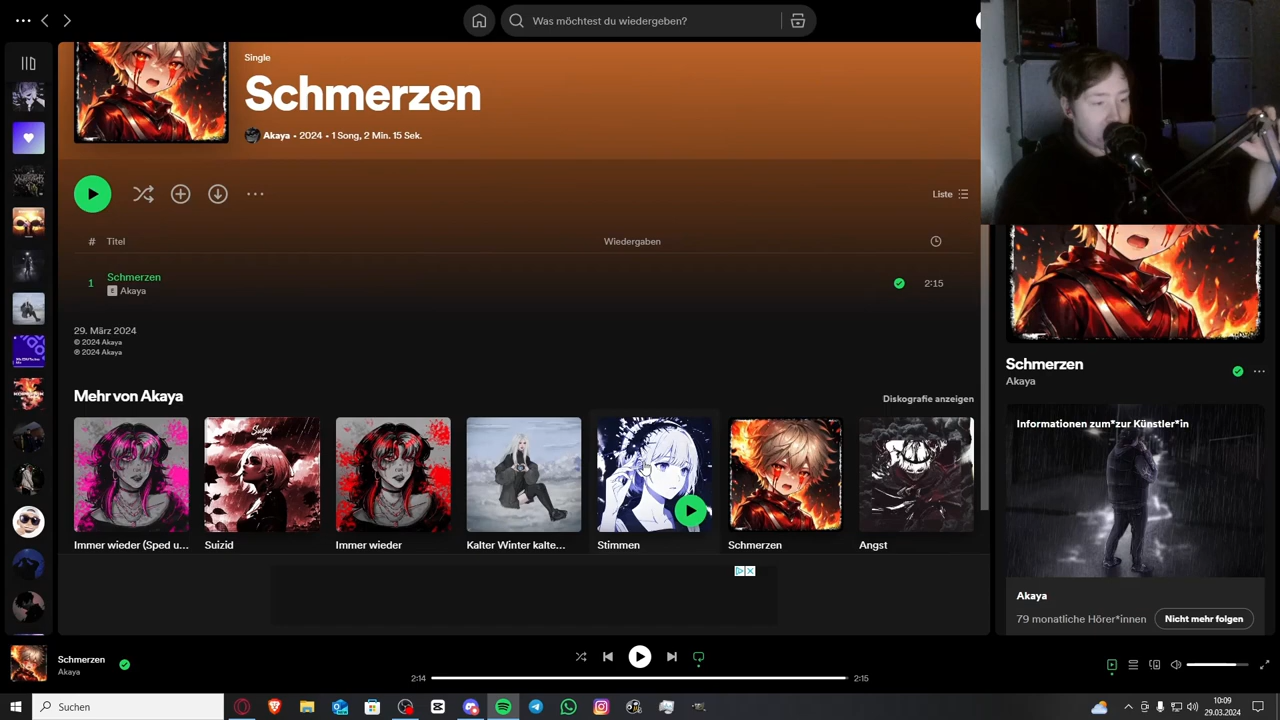 Was möchtest du wiedergeben?
Single
Schmerzen
Akaya • 2024 • 1 Song, 2 Min. 15 Sek.
Liste
# Titel Wiedergaben
1 Schmerzen 2:15
E Akaya
29. März 2024
© 2024 Akaya
℗ 2024 Akaya
Mehr von Akaya
Diskografie anzeigen
Suizid
Immer wieder (Sped u...
Suizid
Immer wieder
Kalter Winter kalte...
Stimmen
Schmerzen
Angst
Schmerzen
Akaya
Informationen zum*zur Künstler*in
Akaya
79 monatliche Hörer*innen
Nicht mehr folgen
Schmerzen
Akaya
2:14
2:15
Suchen
10:09
29.03.2024